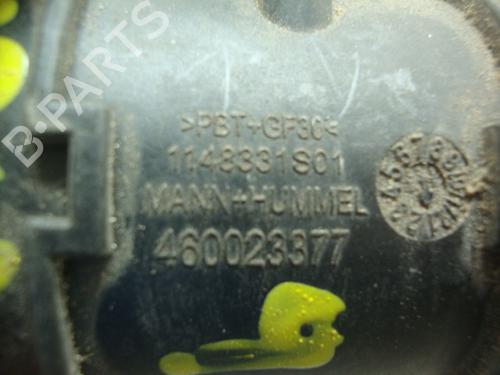 B-PARTS
>PBT+GF30<
1148331S01
MANN+HUMMEL
460023377